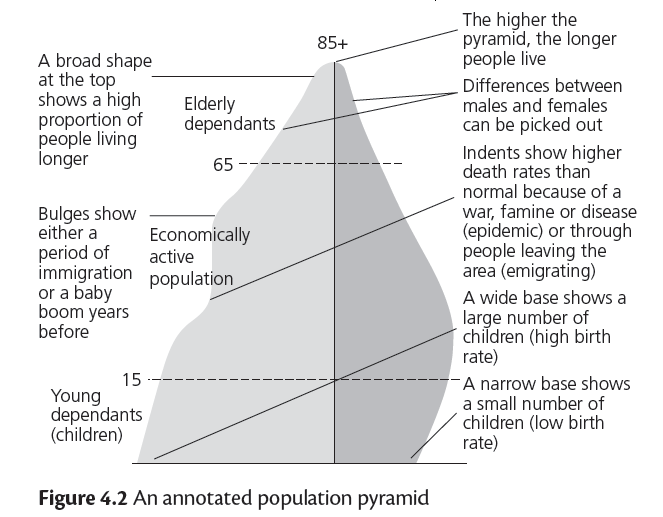 85+
A broad shape
at the top
shows a high
proportion of
people living
longer
Elderly
dependants
65
Bulges show
either a
period of
immigration
or a baby
boom years
before
Economically
active
population
15
Young
dependants
(children)
The higher the
pyramid, the longer
people live
Differences between
males and females
can be picked out
Indents show higher
death rates than
normal because of a
war, famine or disease
(epidemic) or through
people leaving the
area (emigrating)
A wide base shows a
large number of
children (high birth
rate)
A narrow base shows
a small number of
children (low birth
rate)
Figure 4.2 An annotated population pyramid